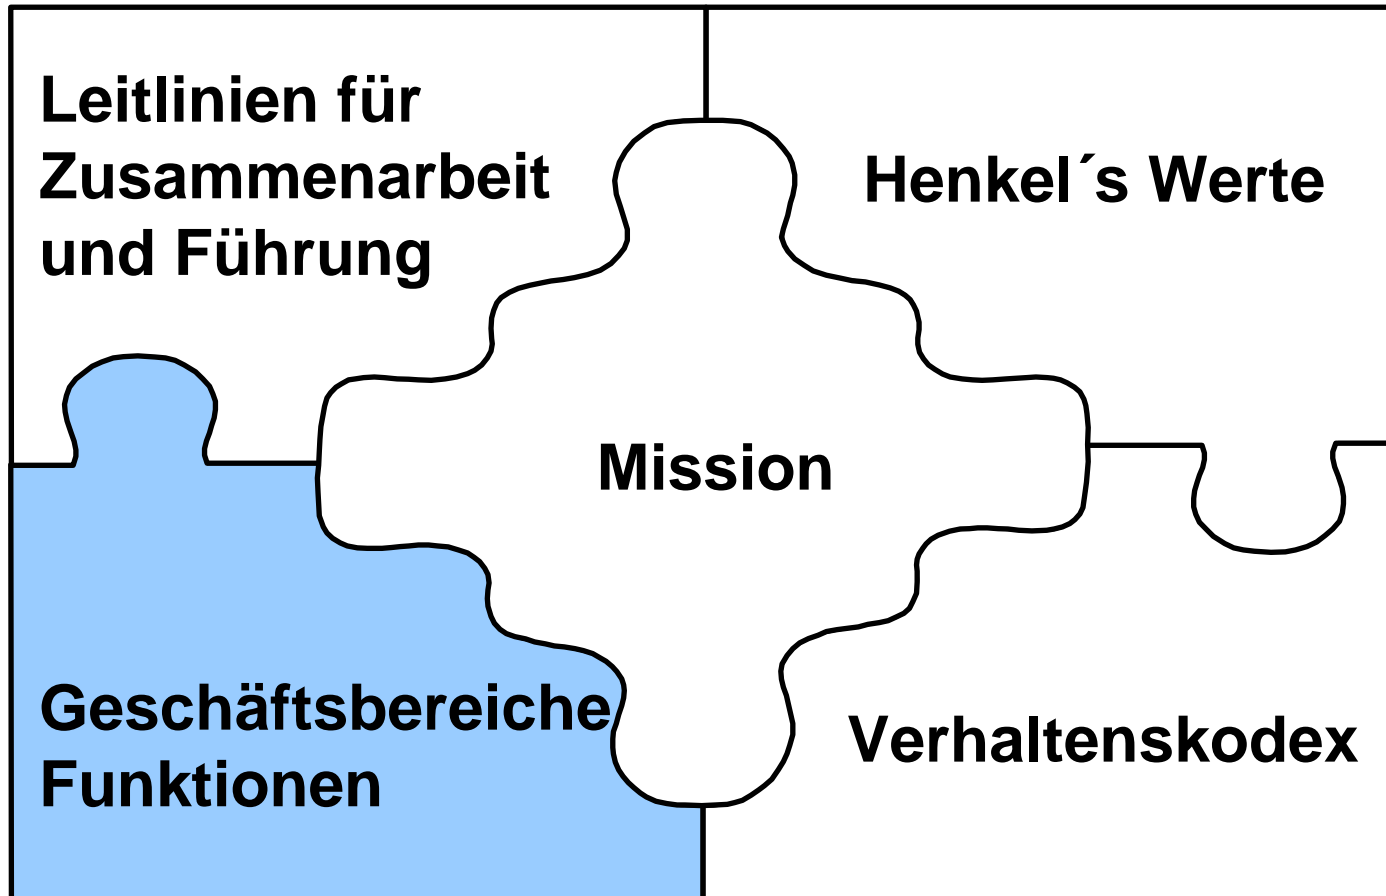 Leitlinien für
Zusammenarbeit
und Führung
Henkel´s Werte
Mission
Geschäftsbereiche
Funktionen
Verhaltenskodex